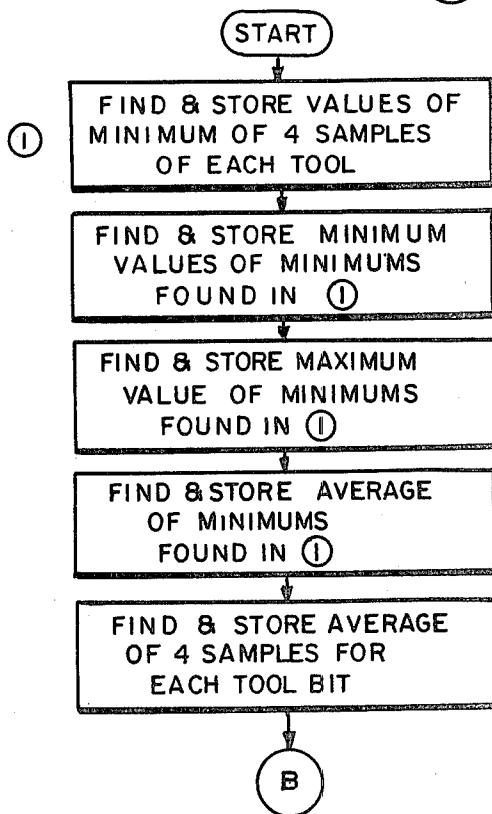 START
①
FIND & STORE VALUES OF
MINIMUM OF 4 SAMPLES
OF EACH TOOL
FIND & STORE MINIMUM
VALUES OF MINIMUMS
FOUND IN ①
FIND & STORE MAXIMUM
VALUE OF MINIMUMS
FOUND IN ①
FIND & STORE AVERAGE
OF MINIMUMS
FOUND IN ①
FIND & STORE AVERAGE
OF 4 SAMPLES FOR
EACH TOOL BIT
B